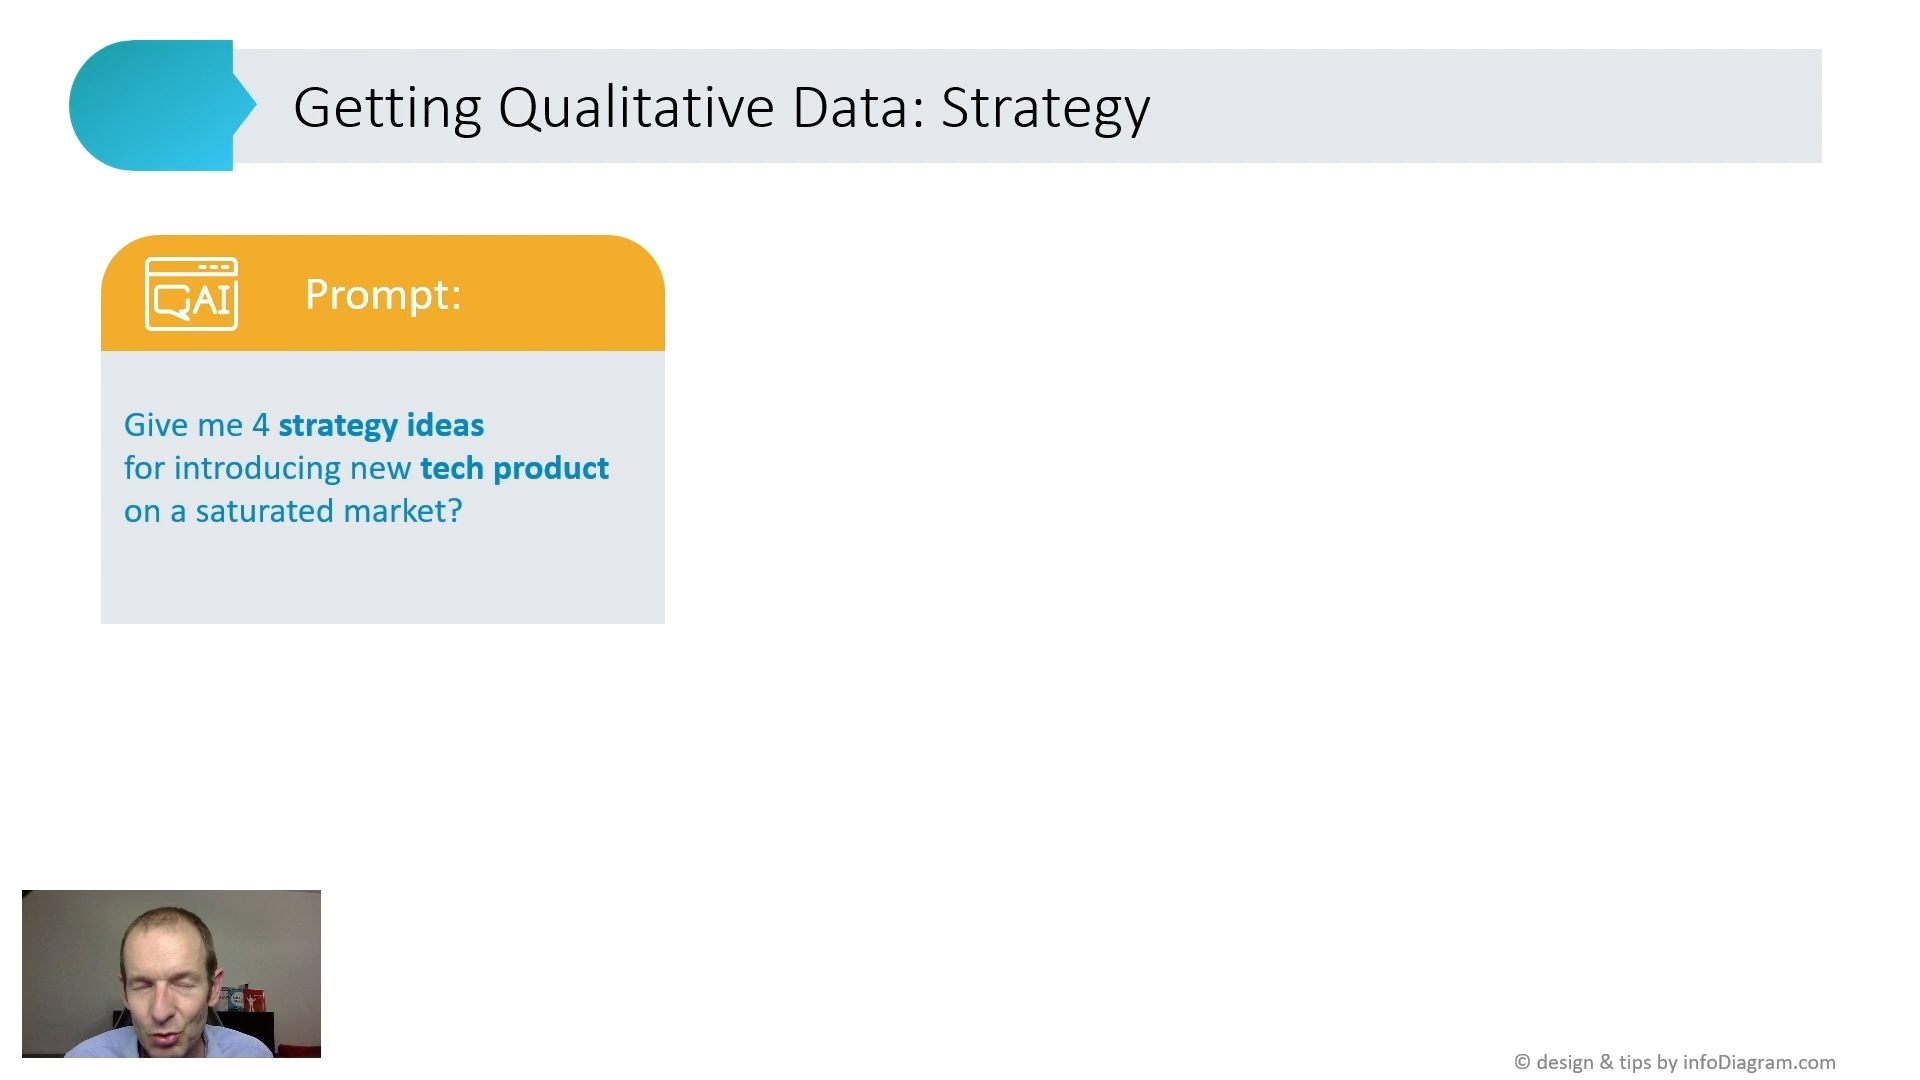 Getting Qualitative Data: Strategy
QAI
Prompt:
Give me 4 strategy ideas
for introducing new tech product
on a saturated market?
© design & tips by infoDiagram.com